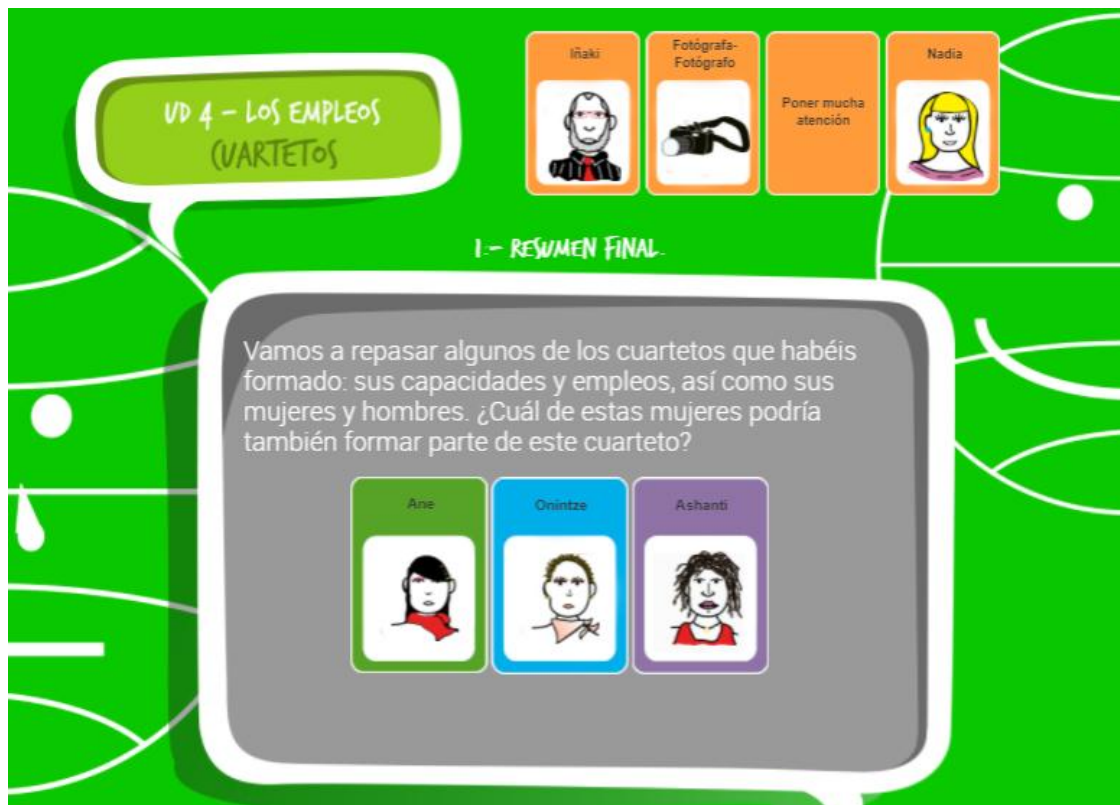 UD 4 - LOS EMPLEOS
CUARTETOS
Iñaki
Fotógrafa-
Fotógrafo
Poner mucha
atención
Nadia
1.- RESUMEN FINAL.
Vamos a repasar algunos de los cuartetos que habéis
formado: sus capacidades y empleos, así como sus
mujeres y hombres. ¿Cuál de estas mujeres podría
también formar parte de este cuarteto?
Ane
Onintze
Ashanti